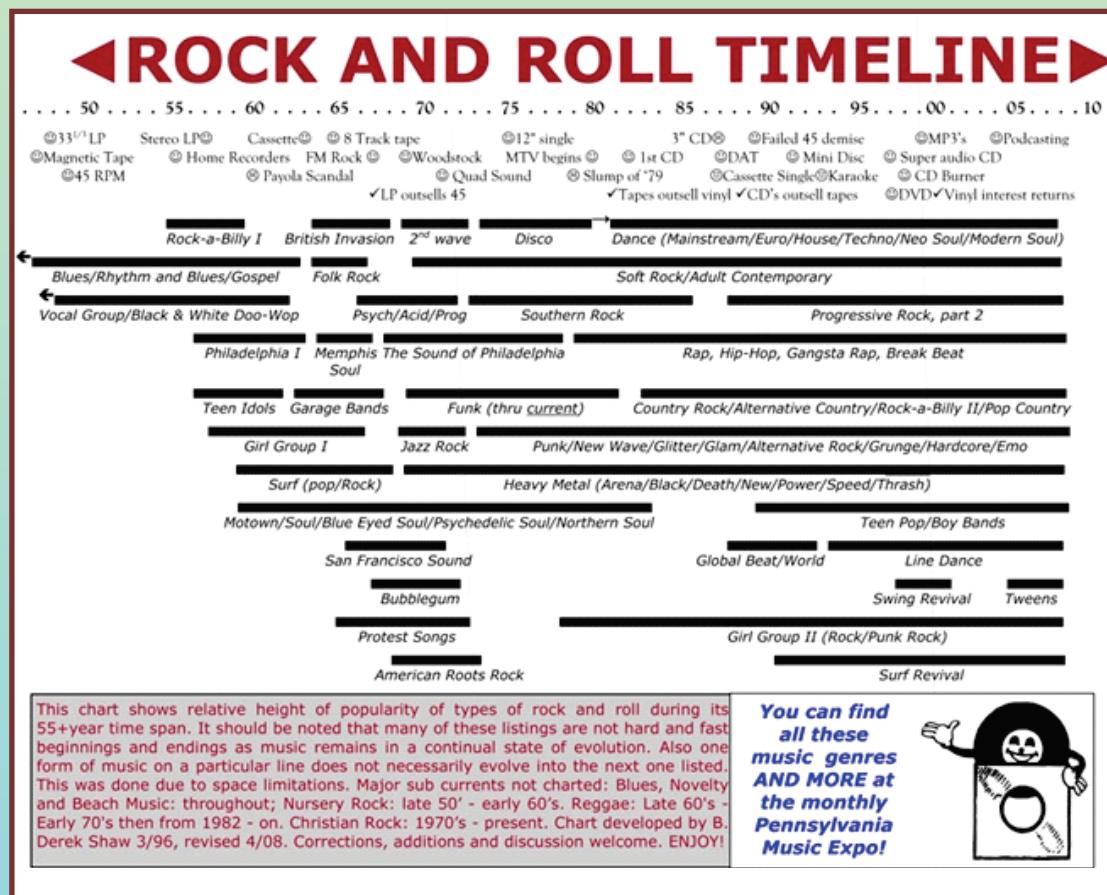 ◄ROCK AND ROLL TIMELINE►
. . . . 50 . . . . 55 . . . . 60 . . . . 65 . . . . 70 . . . . 75 . . . . 80 . . . . 85 . . . . 90 . . . . 95 . . . . 00 . . . . 05 . . . . 10
☺33¹/³ LP Stereo LP☺ Cassette☺ ☺ 8 Track tape ☺12" single 3" CD☹ ☺Failed 45 demise ☺MP3's ☺Podcasting
☺Magnetic Tape ☺ Home Recorders FM Rock ☺ ☺Woodstock MTV begins ☺ ☺ 1st CD ☺DAT ☺ Mini Disc ☺ Super audio CD
☺45 RPM ☹ Payola Scandal ☺ Quad Sound ☹ Slump of '79 ☹Cassette Single☹Karaoke ☺ CD Burner
✓LP outsells 45 ✓Tapes outsell vinyl ✓CD's outsell tapes ☺DVD✓Vinyl interest returns
→
Rock-a-Billy I British Invasion 2nd wave Disco Dance (Mainstream/Euro/House/Techno/Neo Soul/Modern Soul)
←
Blues/Rhythm and Blues/Gospel Folk Rock Soft Rock/Adult Contemporary
←
Vocal Group/Black & White Doo-Wop Psych/Acid/Prog Southern Rock Progressive Rock, part 2
Philadelphia I Memphis The Sound of Philadelphia Rap, Hip-Hop, Gangsta Rap, Break Beat
Soul
Teen Idols Garage Bands Funk (thru current) Country Rock/Alternative Country/Rock-a-Billy II/Pop Country
Girl Group I Jazz Rock Punk/New Wave/Glitter/Glam/Alternative Rock/Grunge/Hardcore/Emo
Surf (pop/Rock) Heavy Metal (Arena/Black/Death/New/Power/Speed/Thrash)
Motown/Soul/Blue Eyed Soul/Psychedelic Soul/Northern Soul Teen Pop/Boy Bands
San Francisco Sound Global Beat/World Line Dance
Bubblegum Swing Revival Tweens
Protest Songs Girl Group II (Rock/Punk Rock)
American Roots Rock Surf Revival
This chart shows relative height of popularity of types of rock and roll during its
55+year time span. It should be noted that many of these listings are not hard and fast
beginnings and endings as music remains in a continual state of evolution. Also one
form of music on a particular line does not necessarily evolve into the next one listed.
This was done due to space limitations. Major sub currents not charted: Blues, Novelty
and Beach Music: throughout; Nursery Rock: late 50' - early 60's. Reggae: Late 60's -
Early 70's then from 1982 - on. Christian Rock: 1970's - present. Chart developed by B.
Derek Shaw 3/96, revised 4/08. Corrections, additions and discussion welcome. ENJOY!
You can find
all these
music genres
AND MORE at
the monthly
Pennsylvania
Music Expo!